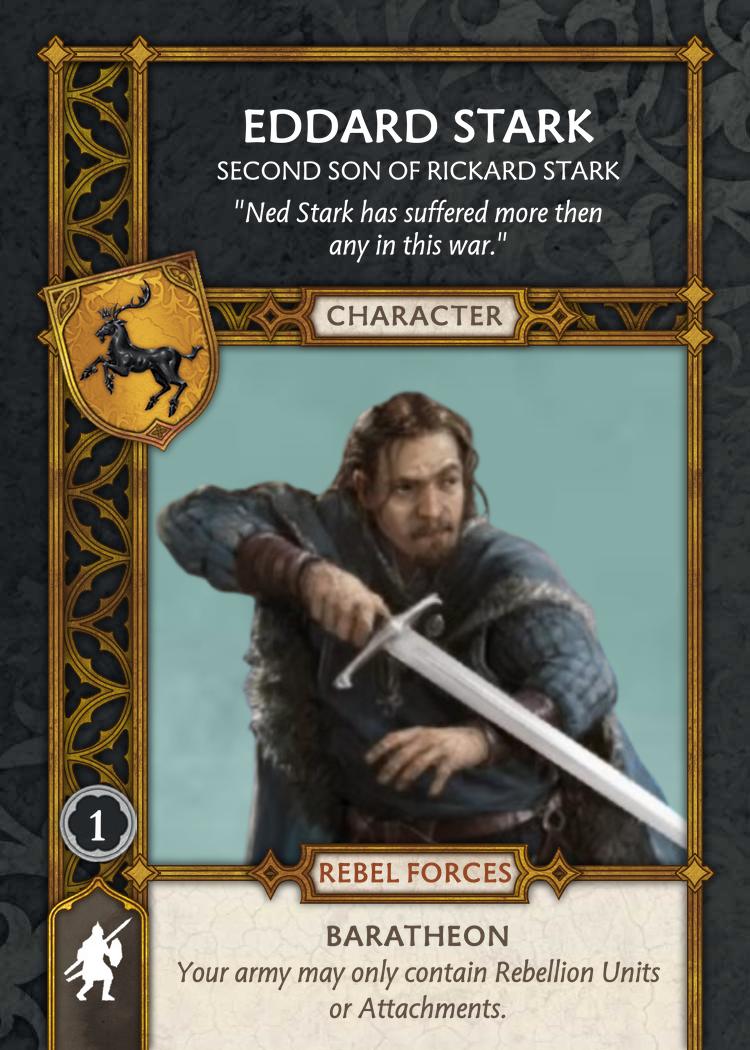 EDDARD STARK
SECOND SON OF RICKARD STARK
"Ned Stark has suffered more then
any in this war."
CHARACTER
1
REBEL FORCES
BARATHEON
Your army may only contain Rebellion Units
or Attachments.